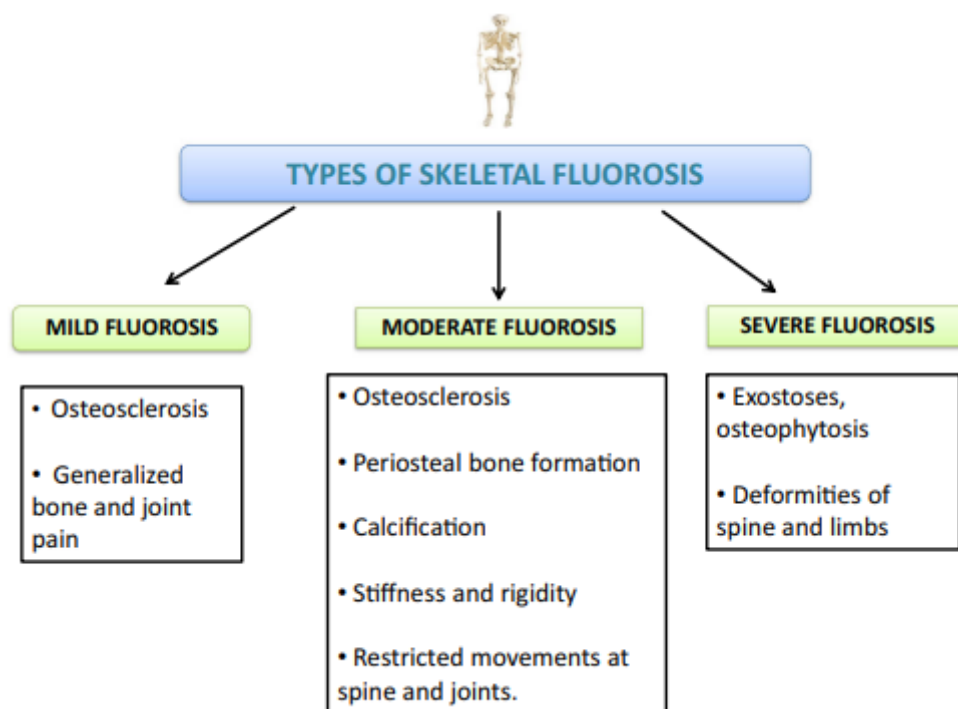 TYPES OF SKELETAL FLUOROSIS
MILD FLUOROSIS
• Osteosclerosis
• Generalized
bone and joint
pain
MODERATE FLUOROSIS
• Osteosclerosis
• Periosteal bone formation
• Calcification
• Stiffness and rigidity
• Restricted movements at
spine and joints.
SEVERE FLUOROSIS
• Exostoses,
osteophytosis
• Deformities of
spine and limbs